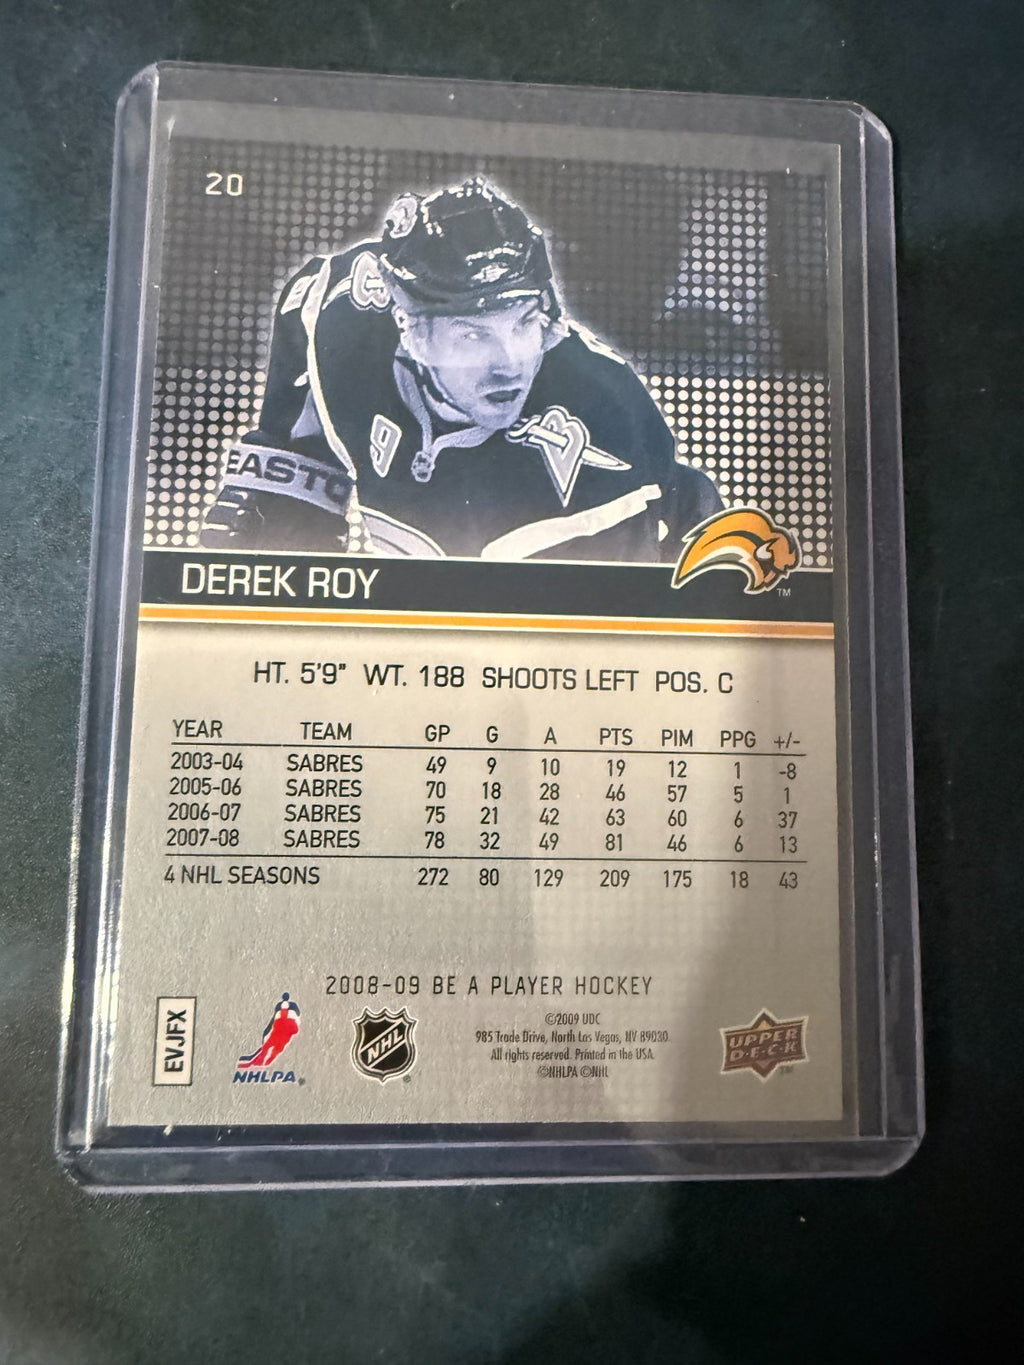 20
9
EASTO
DEREK ROY
TM
HT. 5'9" WT. 188 SHOOTS LEFT POS. C
YEAR TEAM GP G A PTS PIM PPG +/-
2003-04 SABRES 49 9 10 19 12 1 -8
2005-06 SABRES 70 18 28 46 57 5 1
2006-07 SABRES 75 21 42 63 60 6 37
2007-08 SABRES 78 32 49 81 46 6 13
4 NHL SEASONS 272 80 129 209 175 18 43
2008-09 BE A PLAYER HOCKEY
EVJFX
NHLPA®
NHL®
©2009 UDC
985 Trade Drive, North Las Vegas, NV 89030.
All rights reserved. Printed in the USA.
©NHLPA ©NHL
UPPER
D·E·C·K
TM